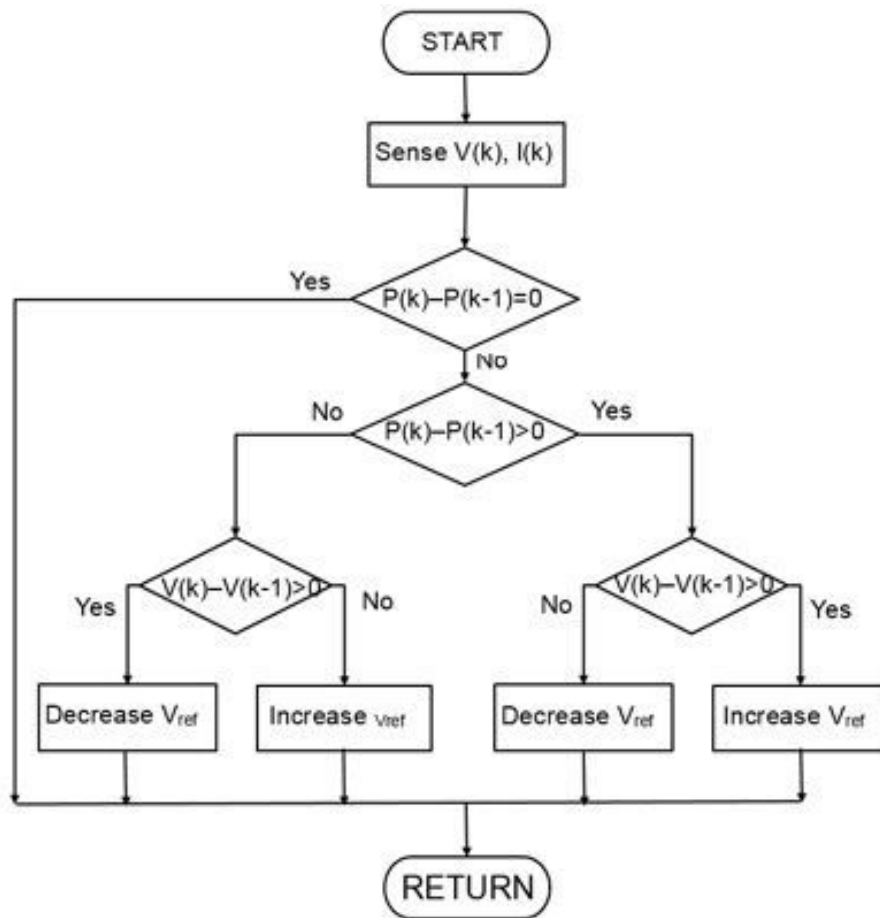 START
Sense V(k), I(k)
Yes
P(k)–P(k-1)=0
No
No
P(k)–P(k-1)>0
Yes
Yes
V(k)–V(k-1)>0
No
No
V(k)–V(k-1)>0
Yes
Decrease Vref
Increase Vref
Decrease Vref
Increase Vref
RETURN